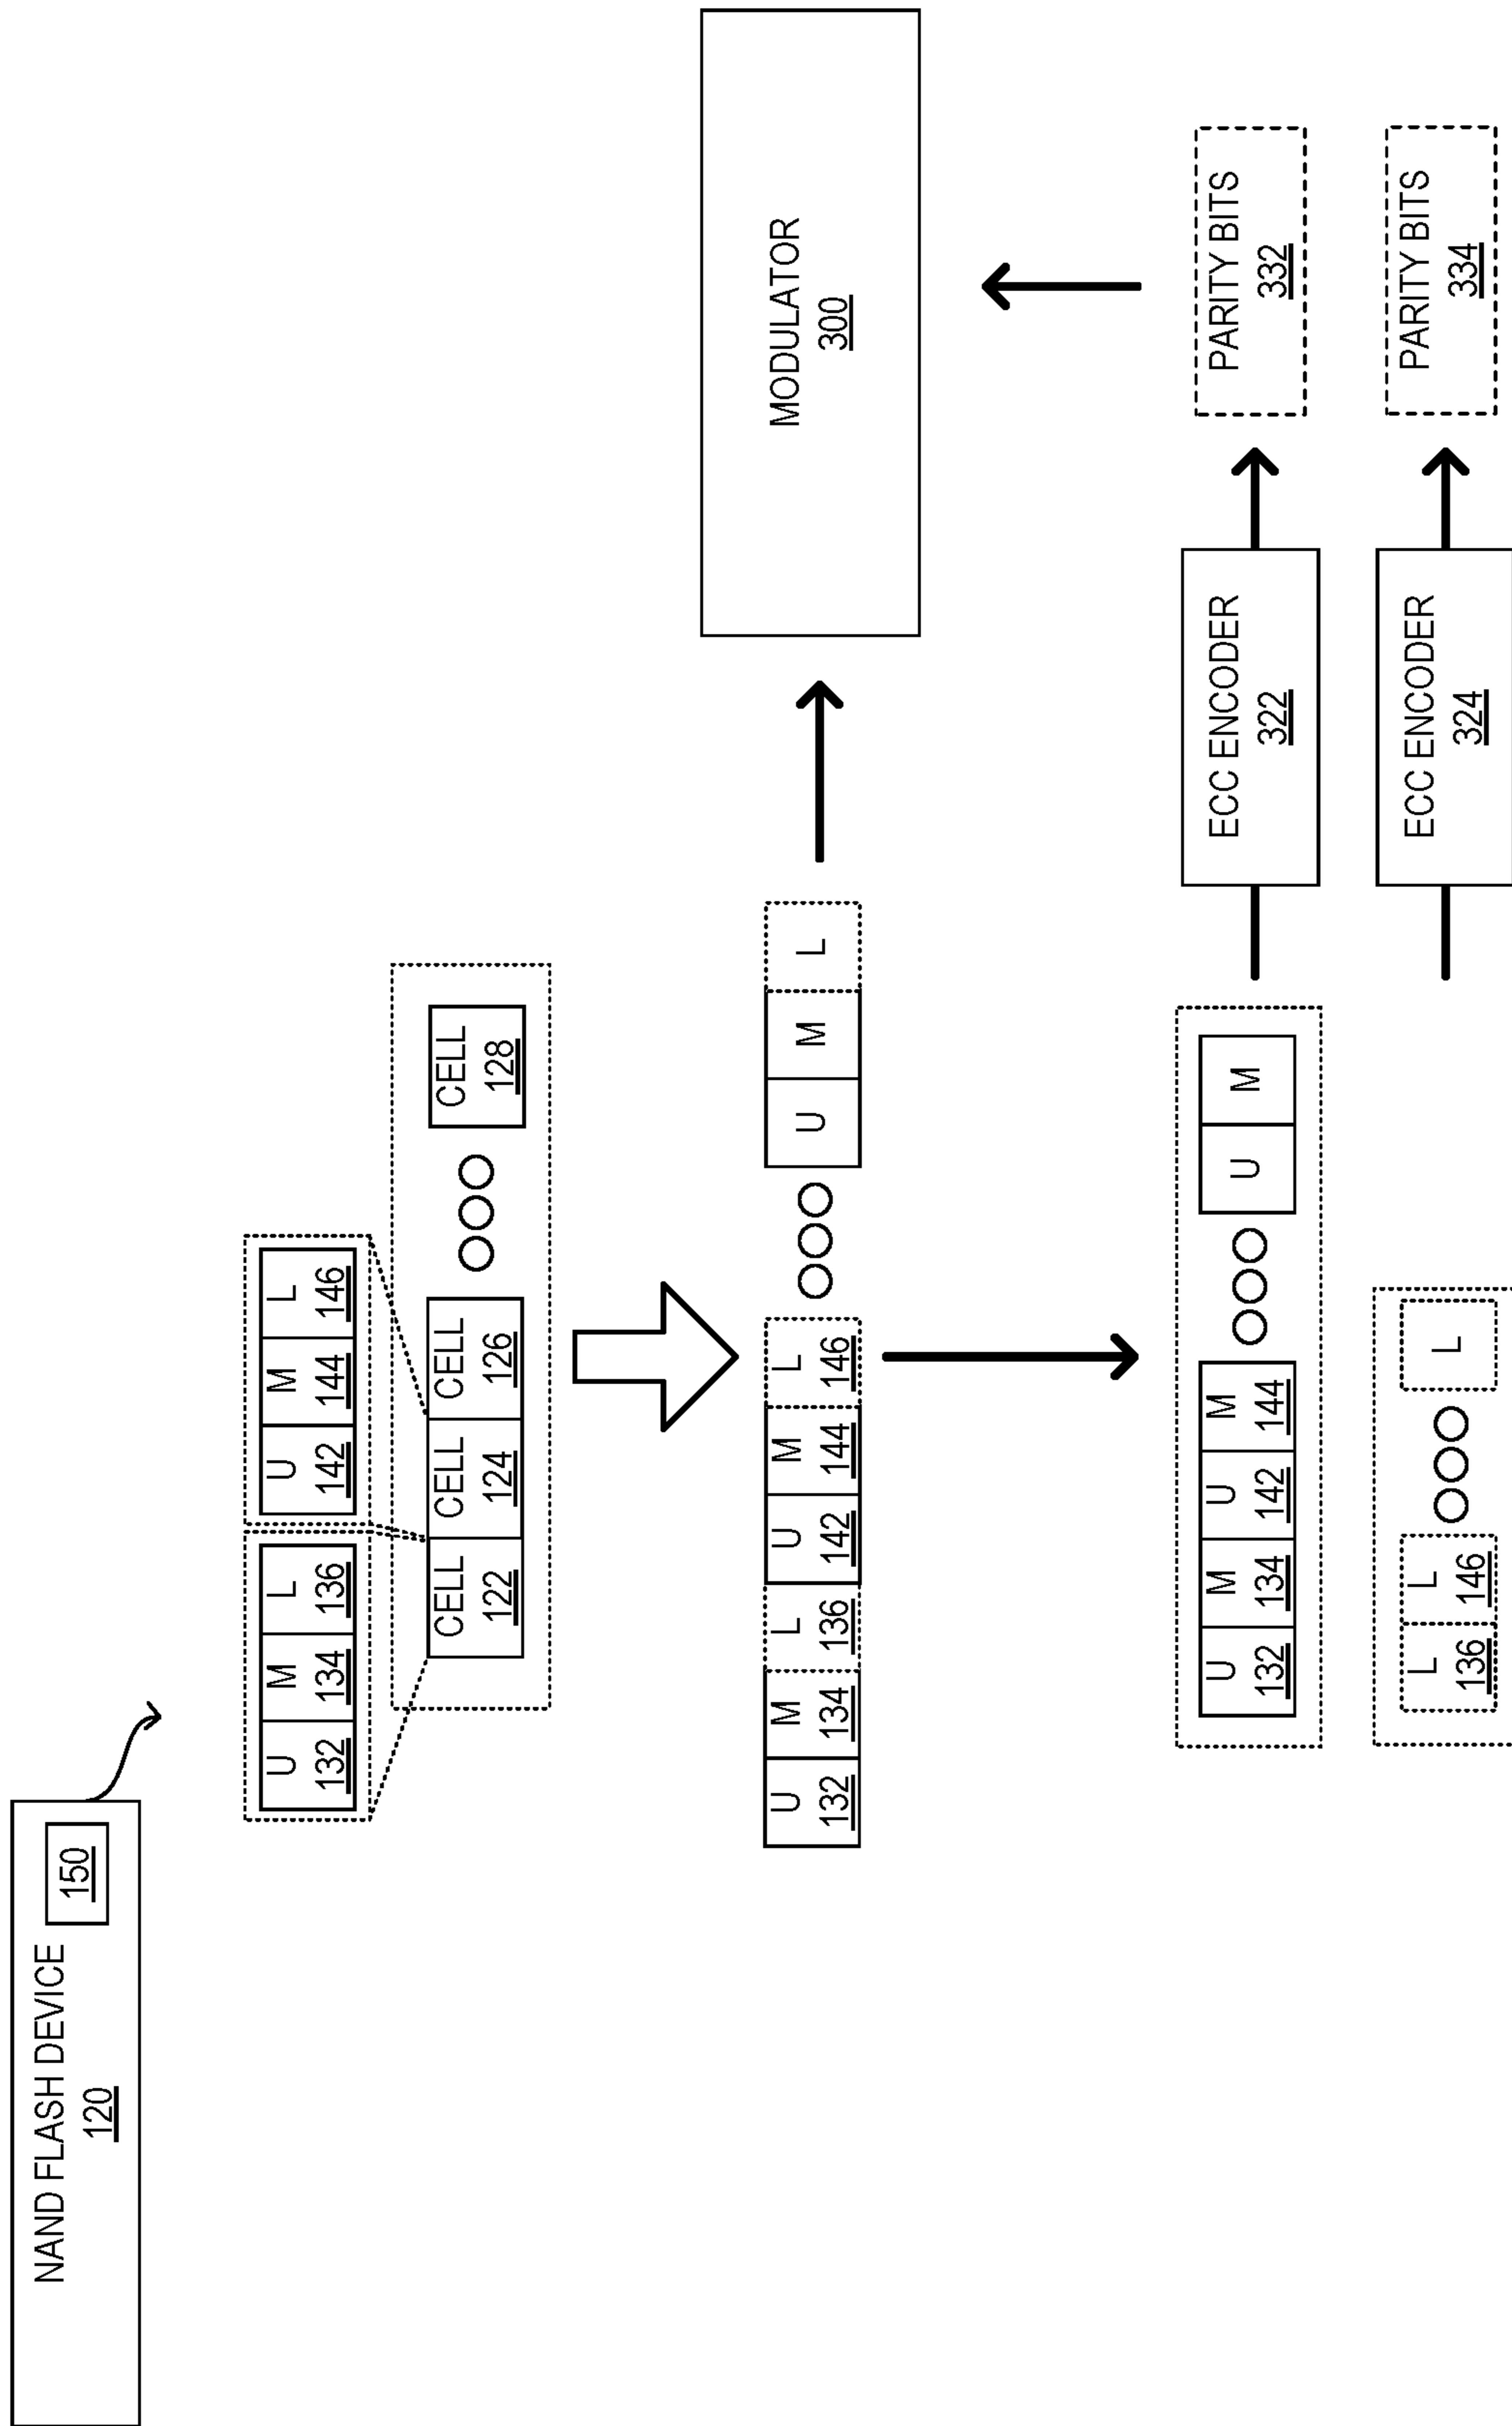 NAND FLASH DEVICE
120
150
U
132
M
134
L
136
U
142
M
144
L
146
CELL
122
CELL
124
CELL
126
CELL
128
U
132
M
134
L
136
U
142
M
144
L
146
U
M
L
MODULATOR
300
U
132
M
134
U
142
M
144
U
M
ECC ENCODER
322
PARITY BITS
332
L
136
L
146
L
ECC ENCODER
324
PARITY BITS
334